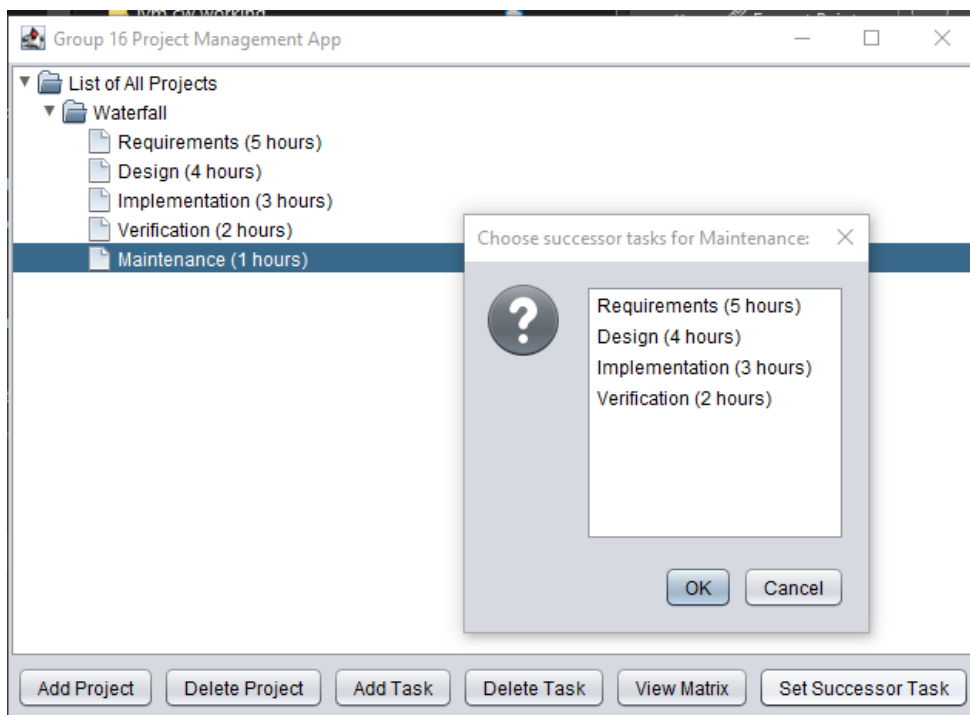 Group 16 Project Management App
List of All Projects
Waterfall
Requirements (5 hours)
Design (4 hours)
Implementation (3 hours)
Verification (2 hours)
Maintenance (1 hours)
Choose successor tasks for Maintenance:
Requirements (5 hours)
Design (4 hours)
Implementation (3 hours)
Verification (2 hours)
OK Cancel
Add Project Delete Project Add Task Delete Task View Matrix Set Successor Task